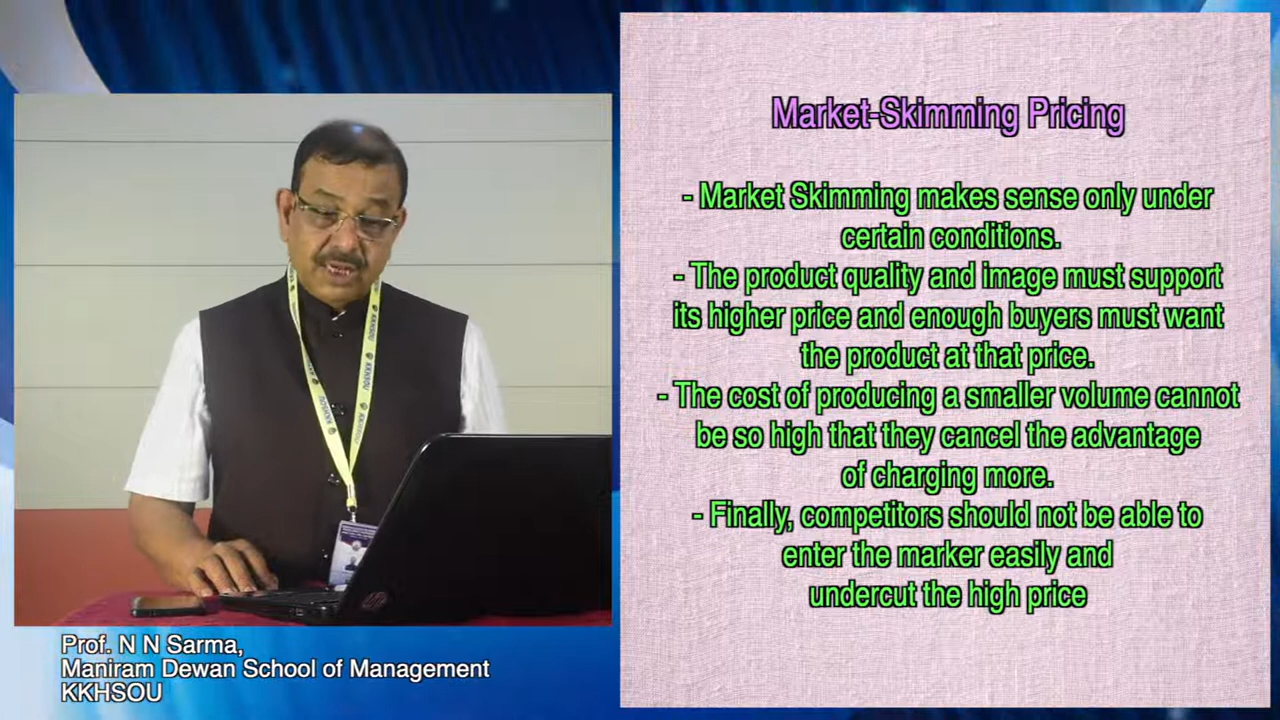 Market-Skimming Pricing
- Market Skimming makes sense only under
certain conditions.
- The product quality and image must support
its higher price and enough buyers must want
the product at that price.
- The cost of producing a smaller volume cannot
be so high that they cancel the advantage
of charging more.
- Finally, competitors should not be able to
enter the marker easily and
undercut the high price
KKHSOU
KKHSOU
hp
Prof. N N Sarma,
Maniram Dewan School of Management
KKHSOU